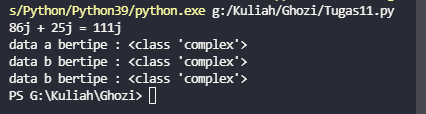 s/Python/Python39/python.exe g:/Kuliah/Ghozi/Tugas11.py
86j + 25j = 111j
data a bertipe : <class 'complex'>
data b bertipe : <class 'complex'>
data b bertipe : <class 'complex'>
PS G:\Kuliah\Ghozi>